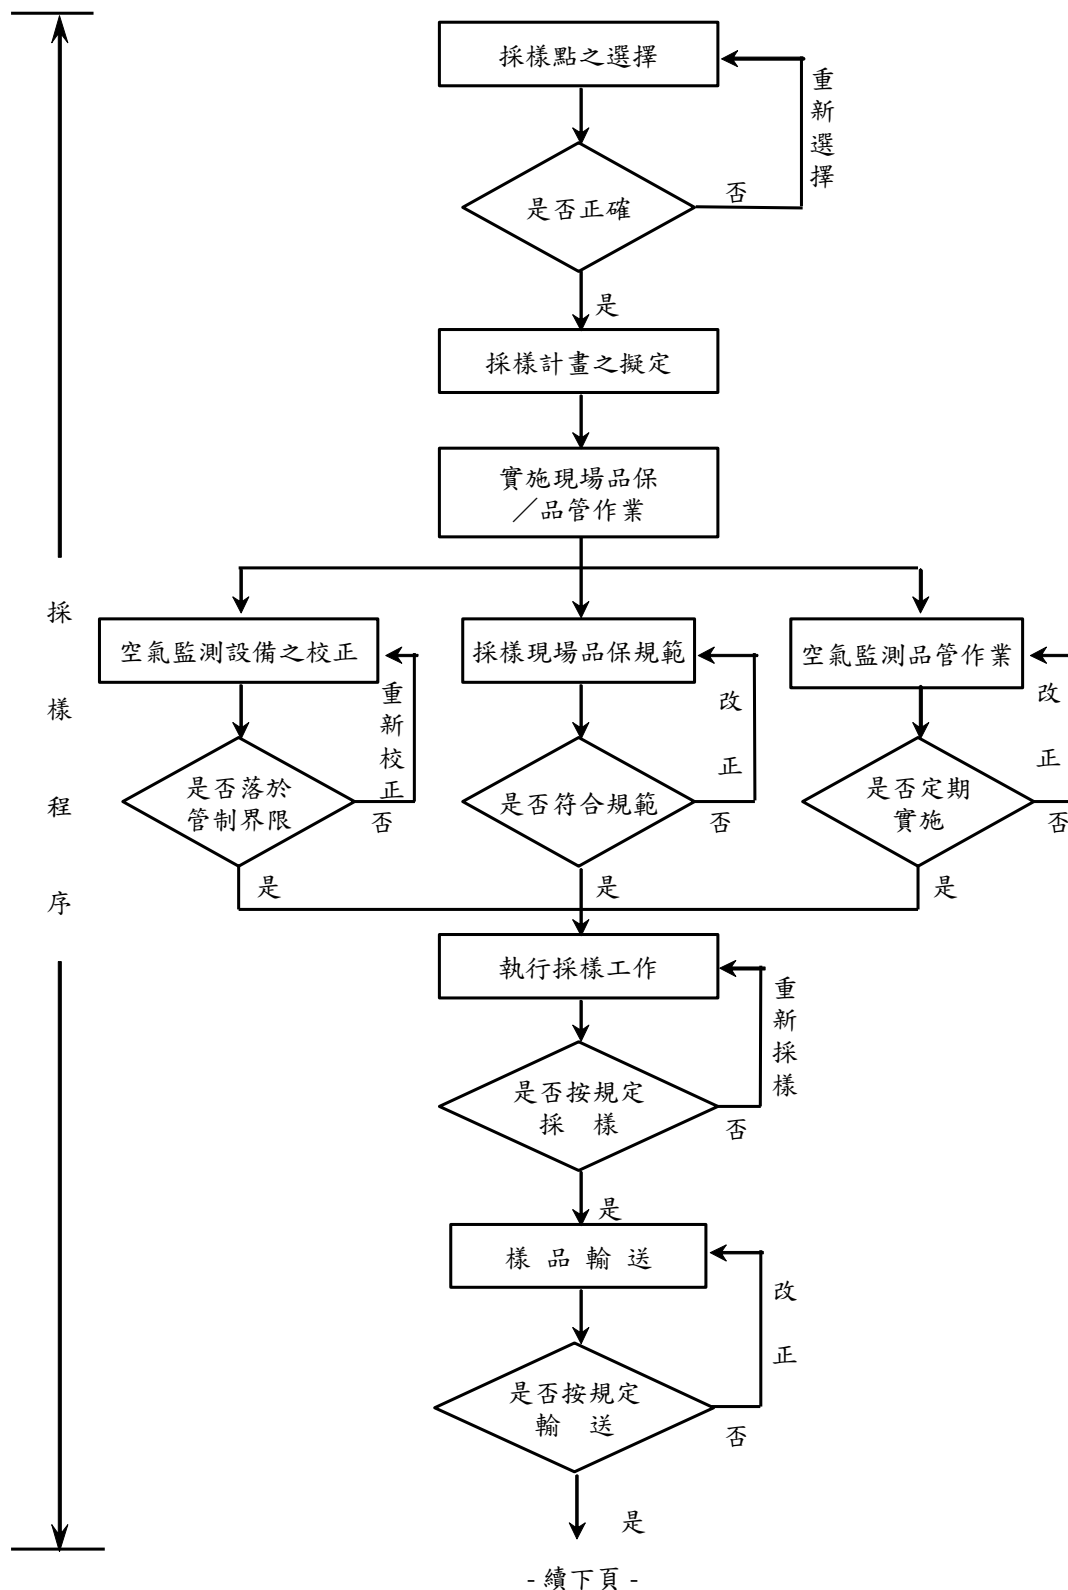 採樣點之選擇
重新選擇
是否正確
否
是
採樣計畫之擬定
實施現場品保
／品管作業
採樣程序
空氣監測設備之校正
採樣現場品保規範
空氣監測品管作業
重新校正
改正
改正
是否落於
管制界限
否
是否符合規範
否
是否定期
實施
否
是
是
是
執行採樣工作
重新採樣
是否按規定
採　樣
否
是
樣 品 輸 送
改正
是否按規定
輸　送
否
是
- 續下頁 -